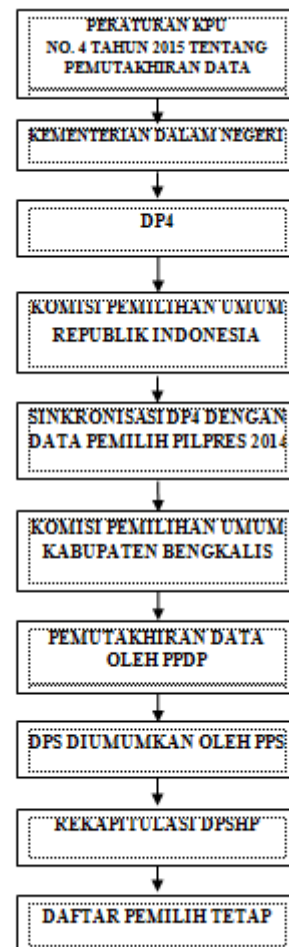 PERATURAN KPU
NO. 4 TAHUN 2015 TENTANG
PEMUTAKHIRAN DATA
KEMENTERIAN DALAM NEGERI
DP4
KOMISI PEMILIHAN UMUM
REPUBLIK INDONESIA
SINKRONISASI DP4 DENGAN
DATA PEMILIH PILPRES 2014
KOMISI PEMILIHAN UMUM
KABUPATEN BENGKALIS
PEMUTAKHIRAN DATA
OLEH PPDP
DPS DIUMUMKAN OLEH PPS
REKAPITULASI DPSHP
DAFTAR PEMILIH TETAP